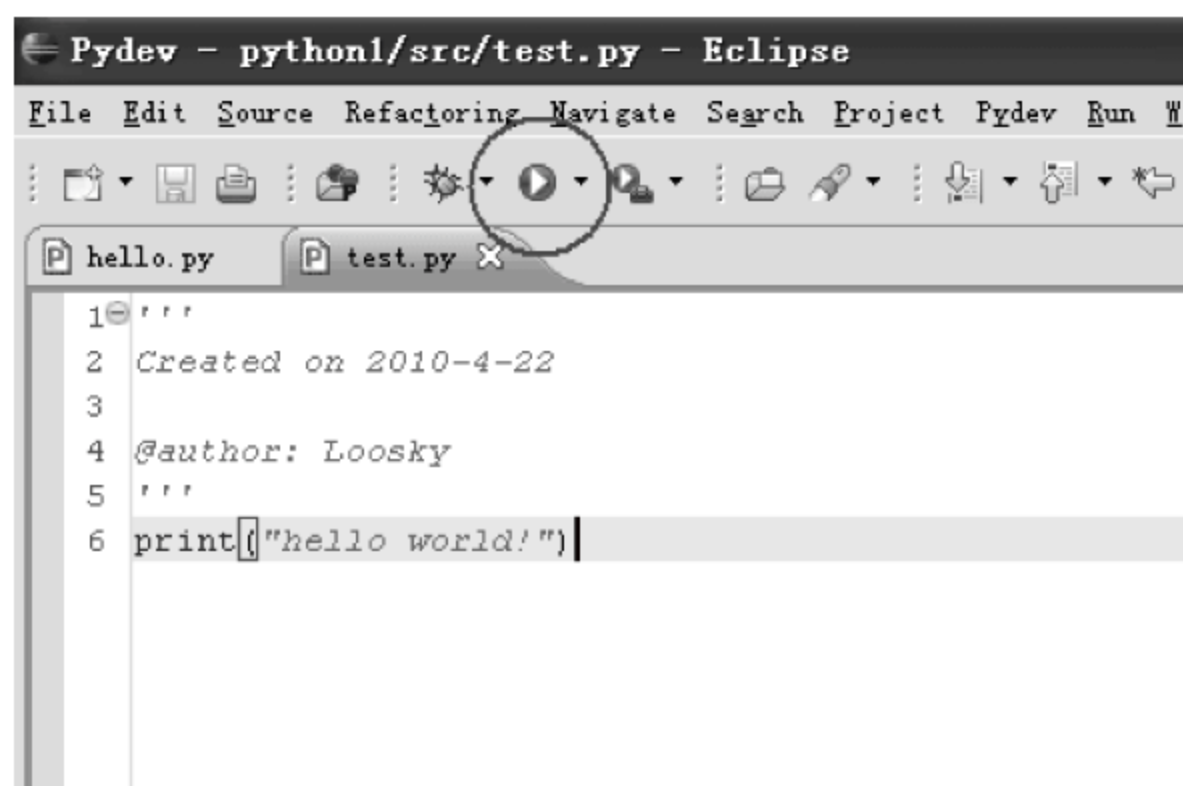 Pydev - python1/src/test.py - Eclipse
File Edit Source Refactoring Navigate Search Project Pydev Run W
hello.py test.py
1 '''
2 Created on 2010-4-22
3
4 @author: Loosky
5 '''
6 print("hello world!")